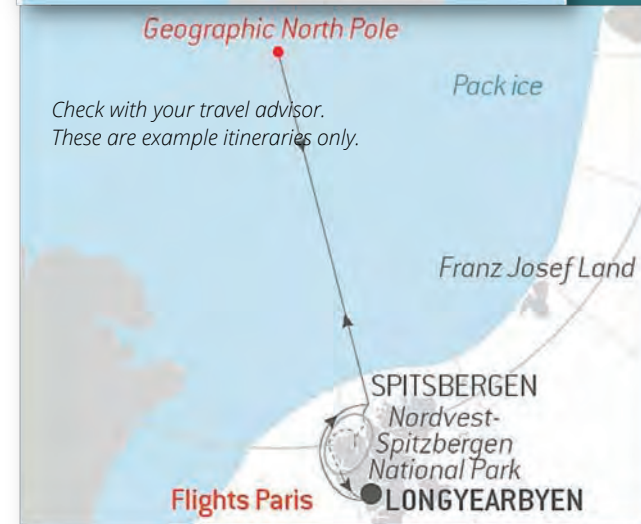 Geographic North Pole
Pack ice
Check with your travel advisor.
These are example itineraries only.
Franz Josef Land
SPITSBERGEN
Nordvest-
Spitzbergen
National Park
Flights Paris
LONGYEARBYEN